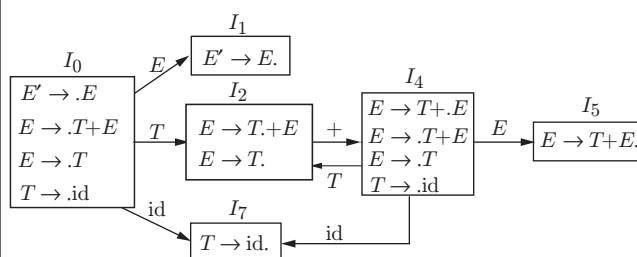 I0
E′ → .E
E → .T+E
E → .T
T → .id
E
I1
E′ → E.
T
I2
E → T.+E
E → T.
+
T
I4
E → T+.E
E → .T+E
E → .T
T → .id
E
I5
E → T+E.
id
I7
T → id.
id